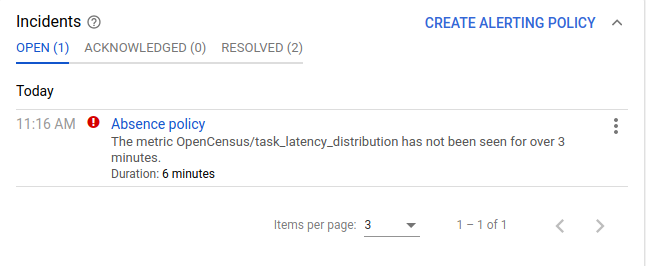 Incidents
CREATE ALERTING POLICY
OPEN (1) ACKNOWLEDGED (0) RESOLVED (2)
Today
11:16 AM Absence policy
The metric OpenCensus/task_latency_distribution has not been seen for over 3
minutes.
Duration: 6 minutes
Items per page: 3 1 – 1 of 1